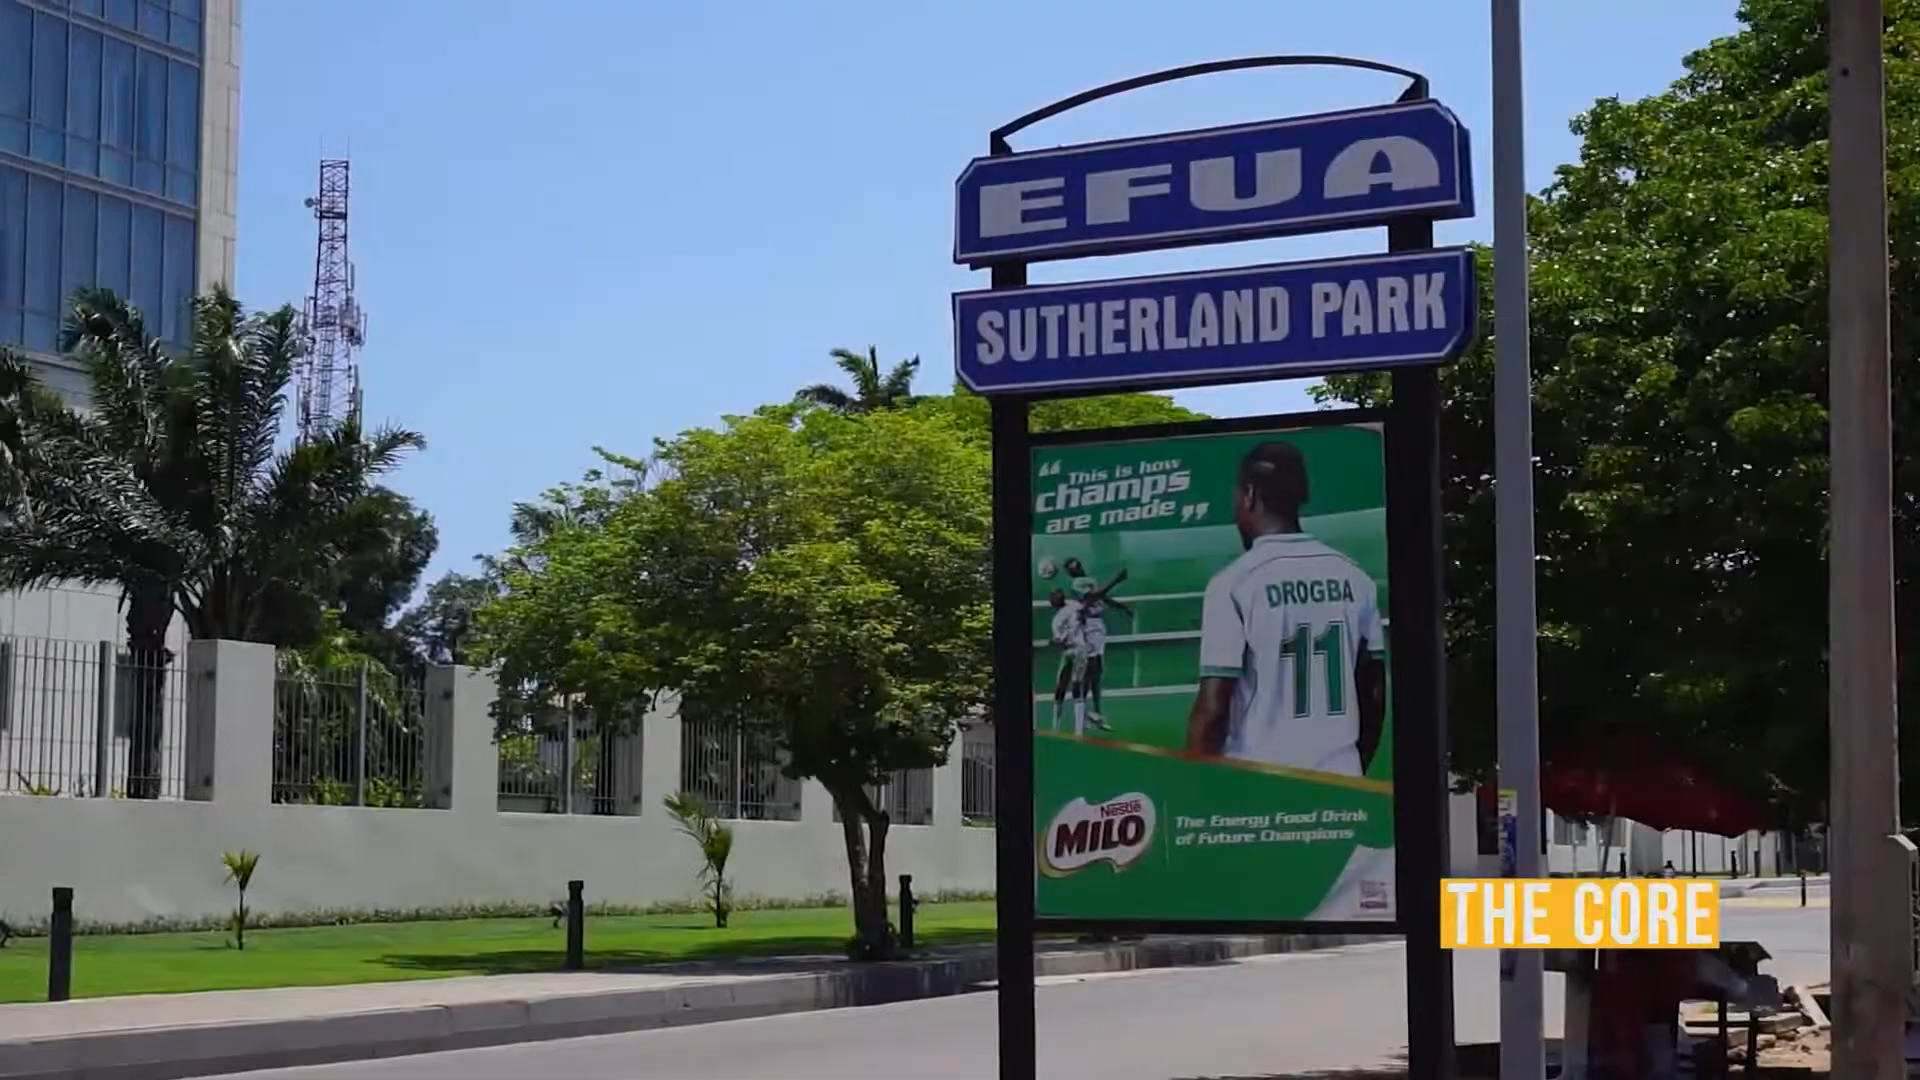 EFUA
SUTHERLAND PARK
“This is how
champs
are made”
DROGBA
11
Nestlé
MILO
The Energy Food Drink
of Future Champions
THE CORE